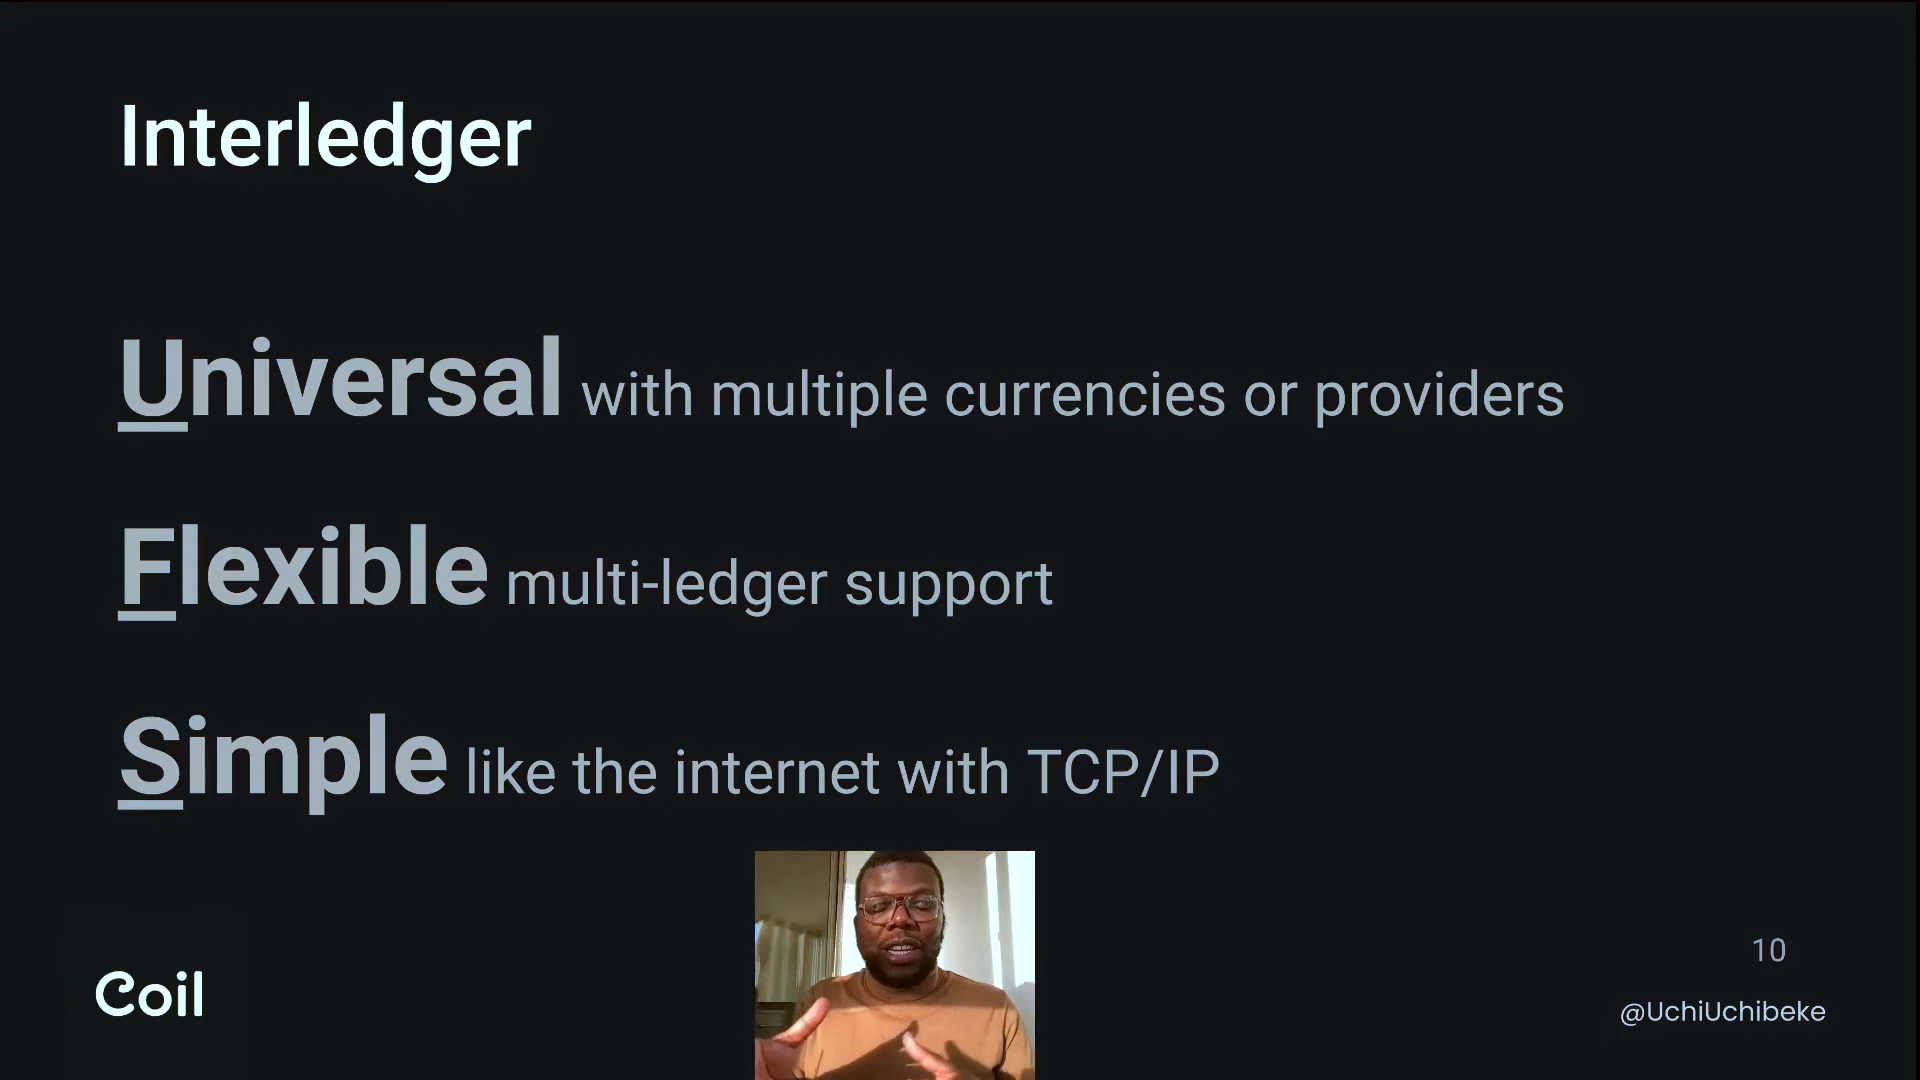 Interledger
Universal with multiple currencies or providers
Flexible multi-ledger support
Simple like the internet with TCP/IP
10
Coil
@UchiUchibeke